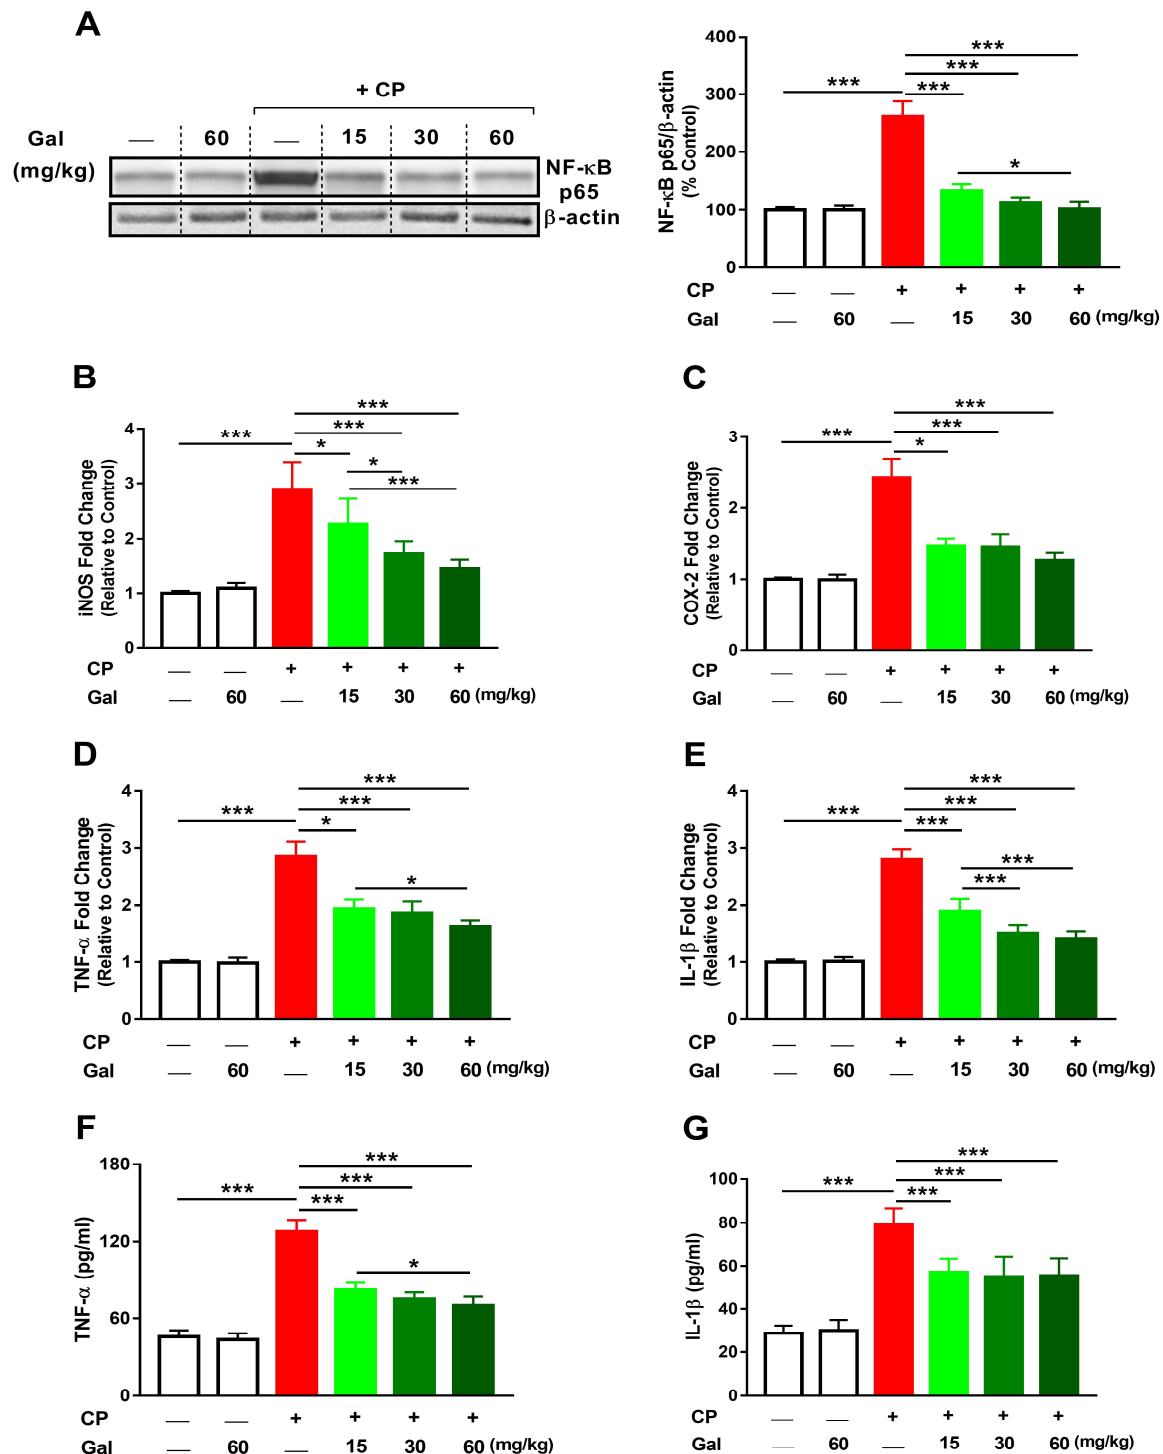 A
+ CP
Gal — 60 — 15 30 60
(mg/kg)
NF-κB
p65
β-actin
NF-κB p65/β-actin
(% Control)
400
300
200
100
0
***
***
***
***
*
CP — — + + + +
Gal — 60 — 15 30 60 (mg/kg)
B
iNOS Fold Change
(Relative to Control)
4
3
2
1
0
***
***
***
*
*
***
CP — — + + + +
Gal — 60 — 15 30 60 (mg/kg)
C
COX-2 Fold Change
(Relative to Control)
3
2
1
0
***
***
***
*
CP — — + + + +
Gal — 60 — 15 30 60 (mg/kg)
D
TNF-α Fold Change
(Relative to Control)
4
3
2
1
0
***
***
***
*
*
CP — — + + + +
Gal — 60 — 15 30 60 (mg/kg)
E
IL-1β Fold Change
(Relative to Control)
4
3
2
1
0
***
***
***
***
***
***
CP — — + + + +
Gal — 60 — 15 30 60 (mg/kg)
F
TNF-α (pg/ml)
180
120
60
0
***
***
***
***
*
CP — — + + + +
Gal — 60 — 15 30 60 (mg/kg)
G
IL-1β (pg/ml)
100
80
60
40
20
0
***
***
***
***
CP — — + + + +
Gal — 60 — 15 30 60 (mg/kg)